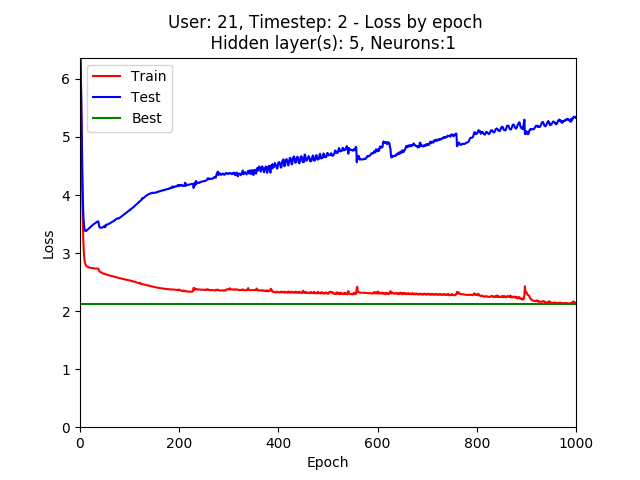 User: 21, Timestep: 2 - Loss by epoch
Hidden layer(s): 5, Neurons:1
Train
Test
Best
6
5
4
3
2
1
0
Loss
0 200 400 600 800 1000
Epoch